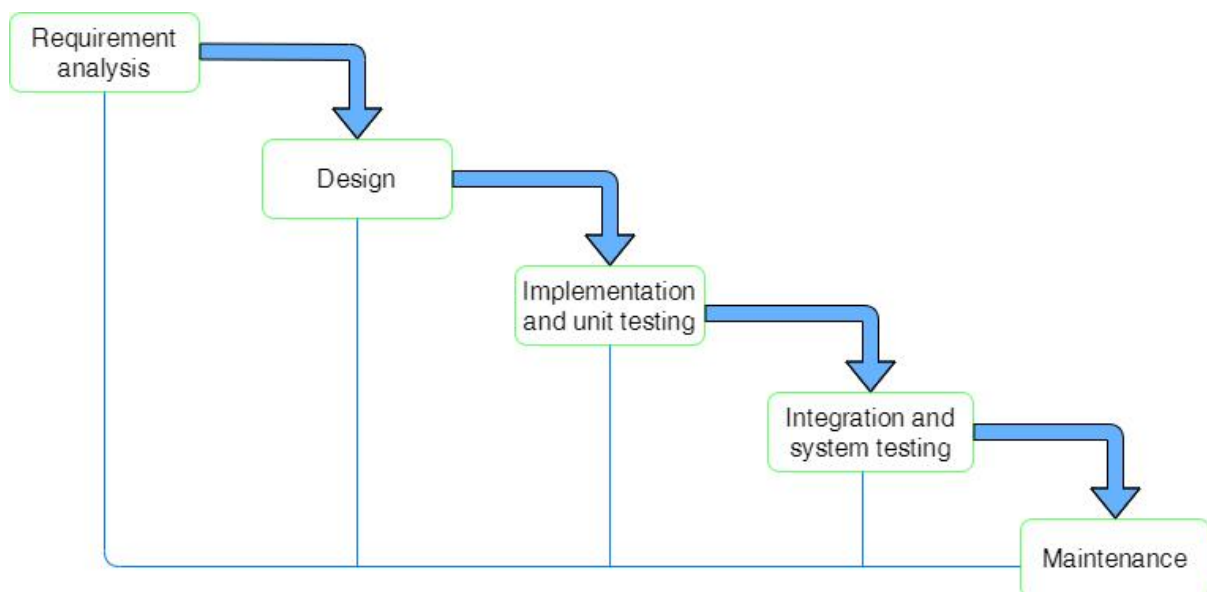 Requirement
analysis
Design
Implementation
and unit testing
Integration and
system testing
Maintenance